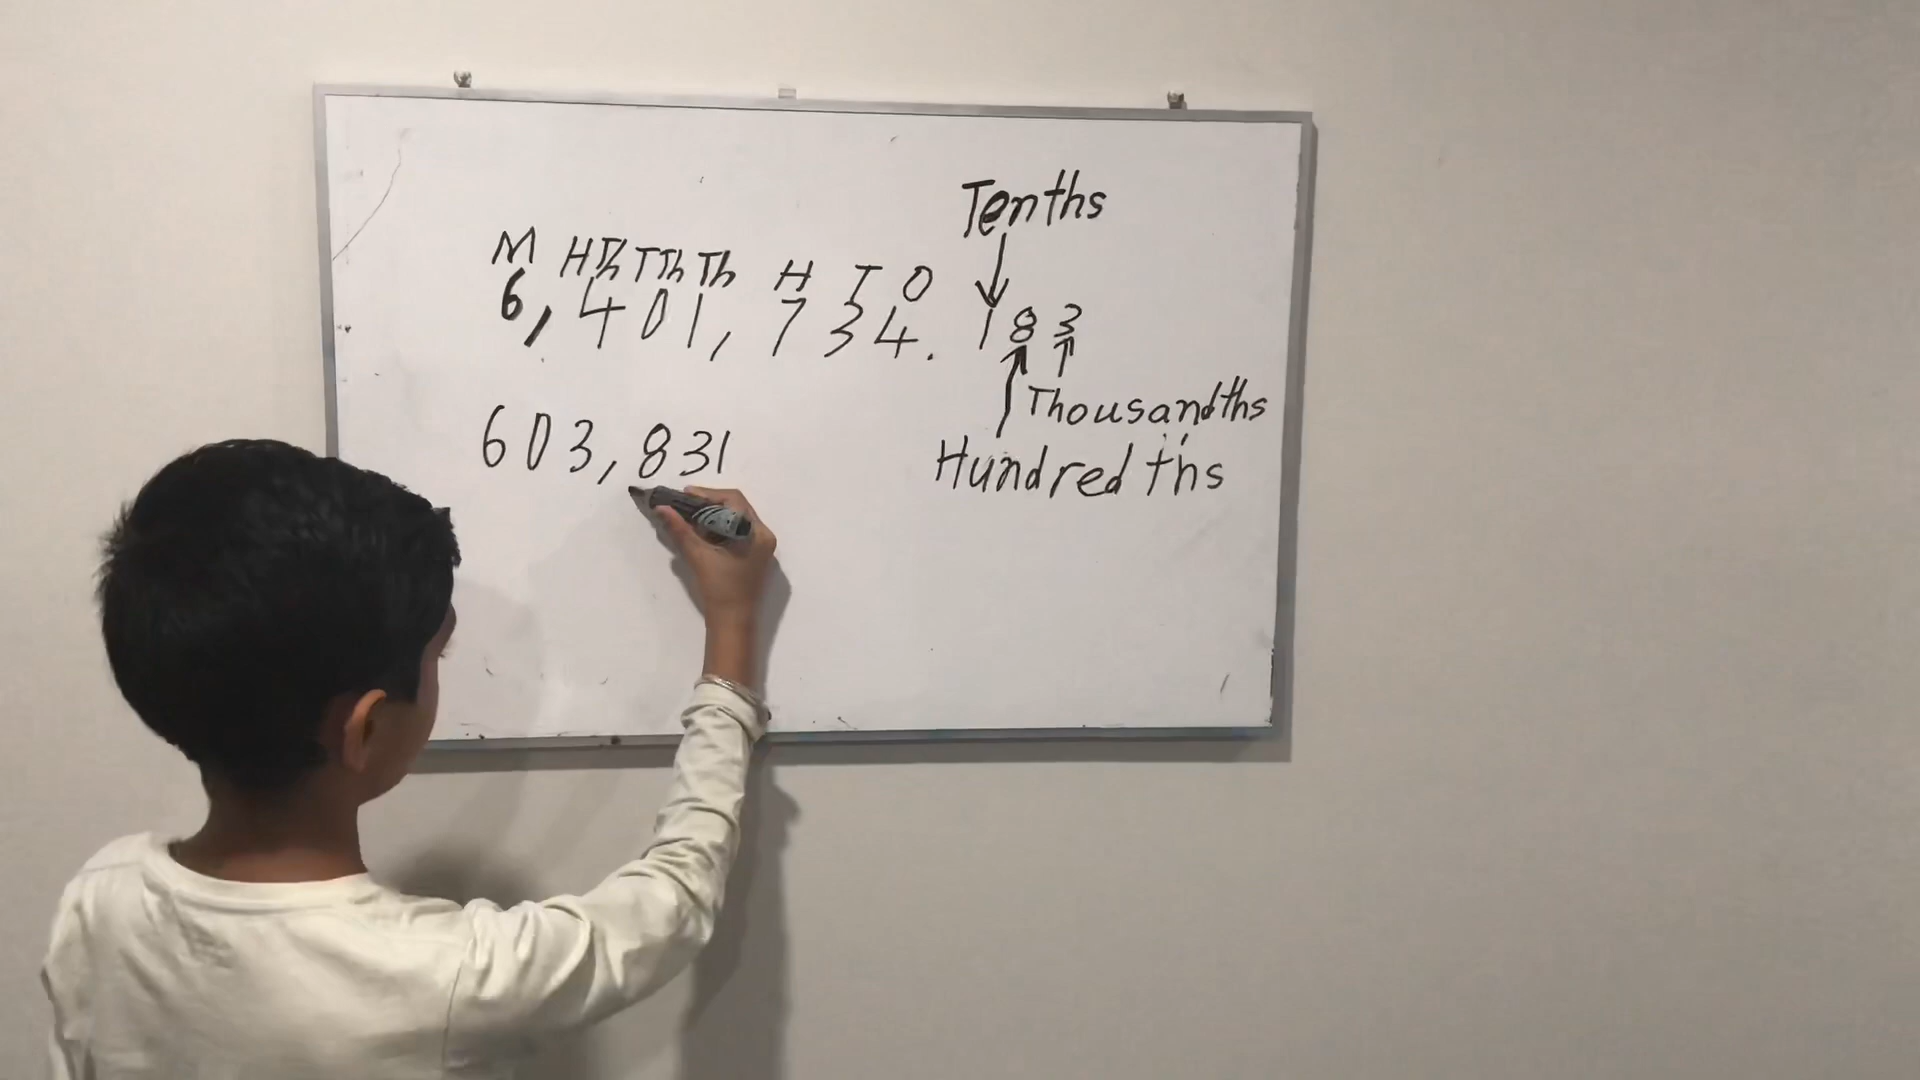 Tenths
M HTh TTh Th H T O
6,401,734.183
Thousandths
603,831
Hundredths